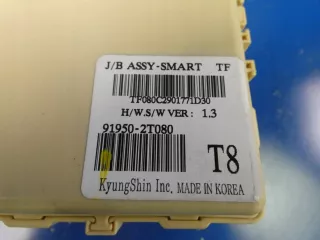 J/B ASSY-SMART TF
TF080C2901771D30
H/W.S/W VER : 1.3
91950-2T080
T8
KyungShin Inc, MADE IN KOREA